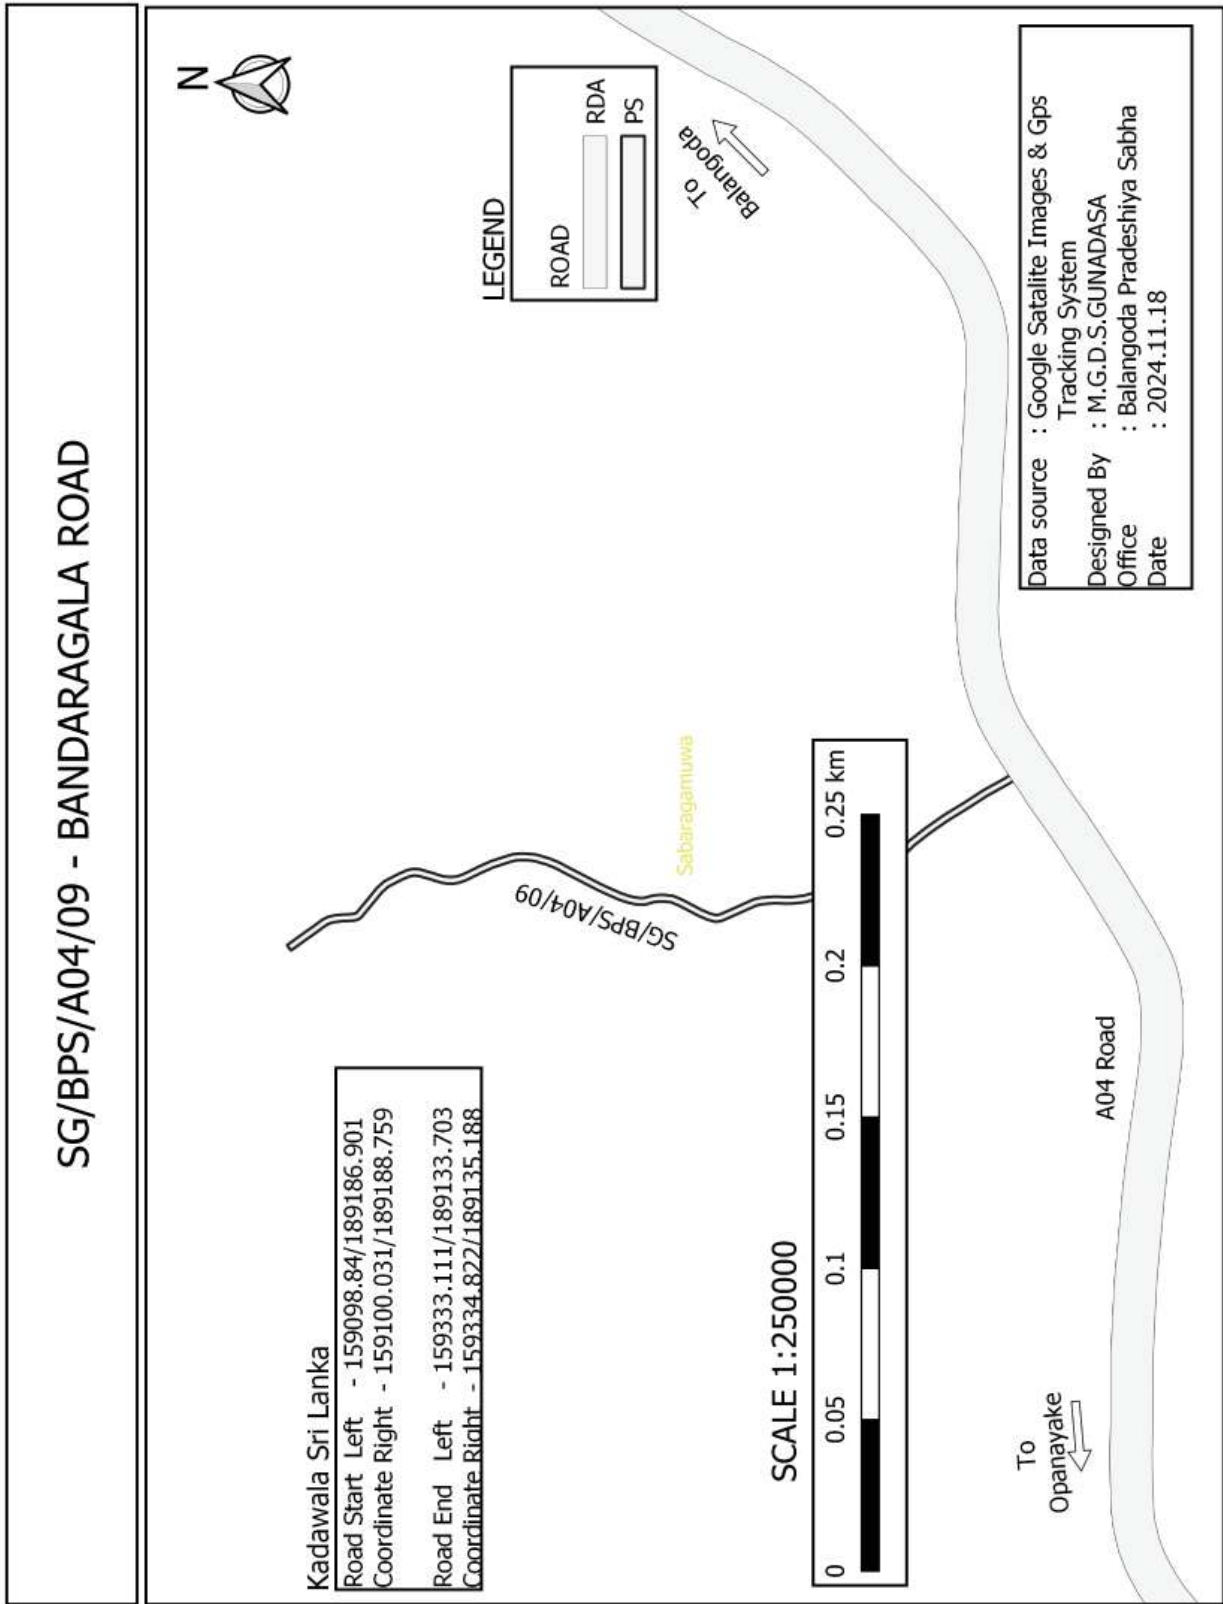 SG/BPS/A04/09 - BANDARAGALA ROAD
N
Kadawala Sri Lanka
Road Start Left - 159098.84/189186.901
Coordinate Right - 159100.031/189188.759
Road End Left - 159333.111/189133.703
Coordinate Right - 159334.822/189135.188
LEGEND
ROAD
RDA
PS
To
Balangoda
SG/BPS/A04/09
Sabaragamuwa
SCALE 1:250000
0 0.05 0.1 0.15 0.2 0.25 km
To
Opanayake
A04 Road
Data source : Google Satalite Images & Gps
Tracking System
Designed By : M.G.D.S.GUNADASA
Office : Balangoda Pradeshiya Sabha
Date : 2024.11.18